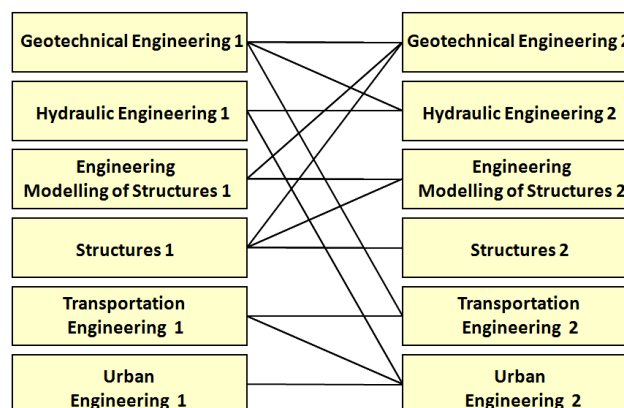 Geotechnical Engineering 1
Geotechnical Engineering 2
Hydraulic Engineering 1
Hydraulic Engineering 2
Engineering
Modelling of Structures 1
Engineering
Modelling of Structures 2
Structures 1
Structures 2
Transportation
Engineering 1
Transportation
Engineering 2
Urban
Engineering 1
Urban
Engineering 2